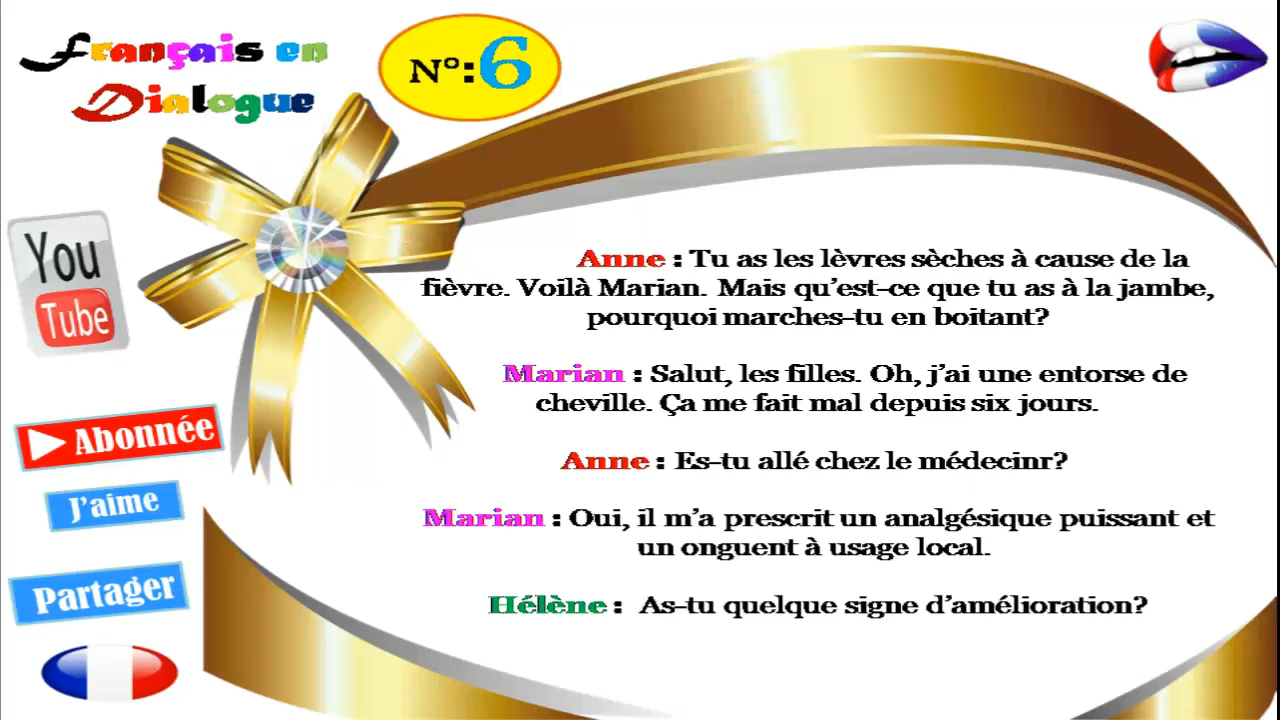 Français en
Dialogue
N°:6
You
Tube
Abonnée
J'aime
Partager
Anne : Tu as les lèvres sèches à cause de la
fièvre. Voilà Marian. Mais qu'est-ce que tu as à la jambe,
pourquoi marches-tu en boitant?
Marian : Salut, les filles. Oh, j'ai une entorse de
cheville. Ça me fait mal depuis six jours.
Anne : Es-tu allé chez le médecinr?
Marian : Oui, il m'a prescrit un analgésique puissant et
un onguent à usage local.
Hélène : As-tu quelque signe d'amélioration?